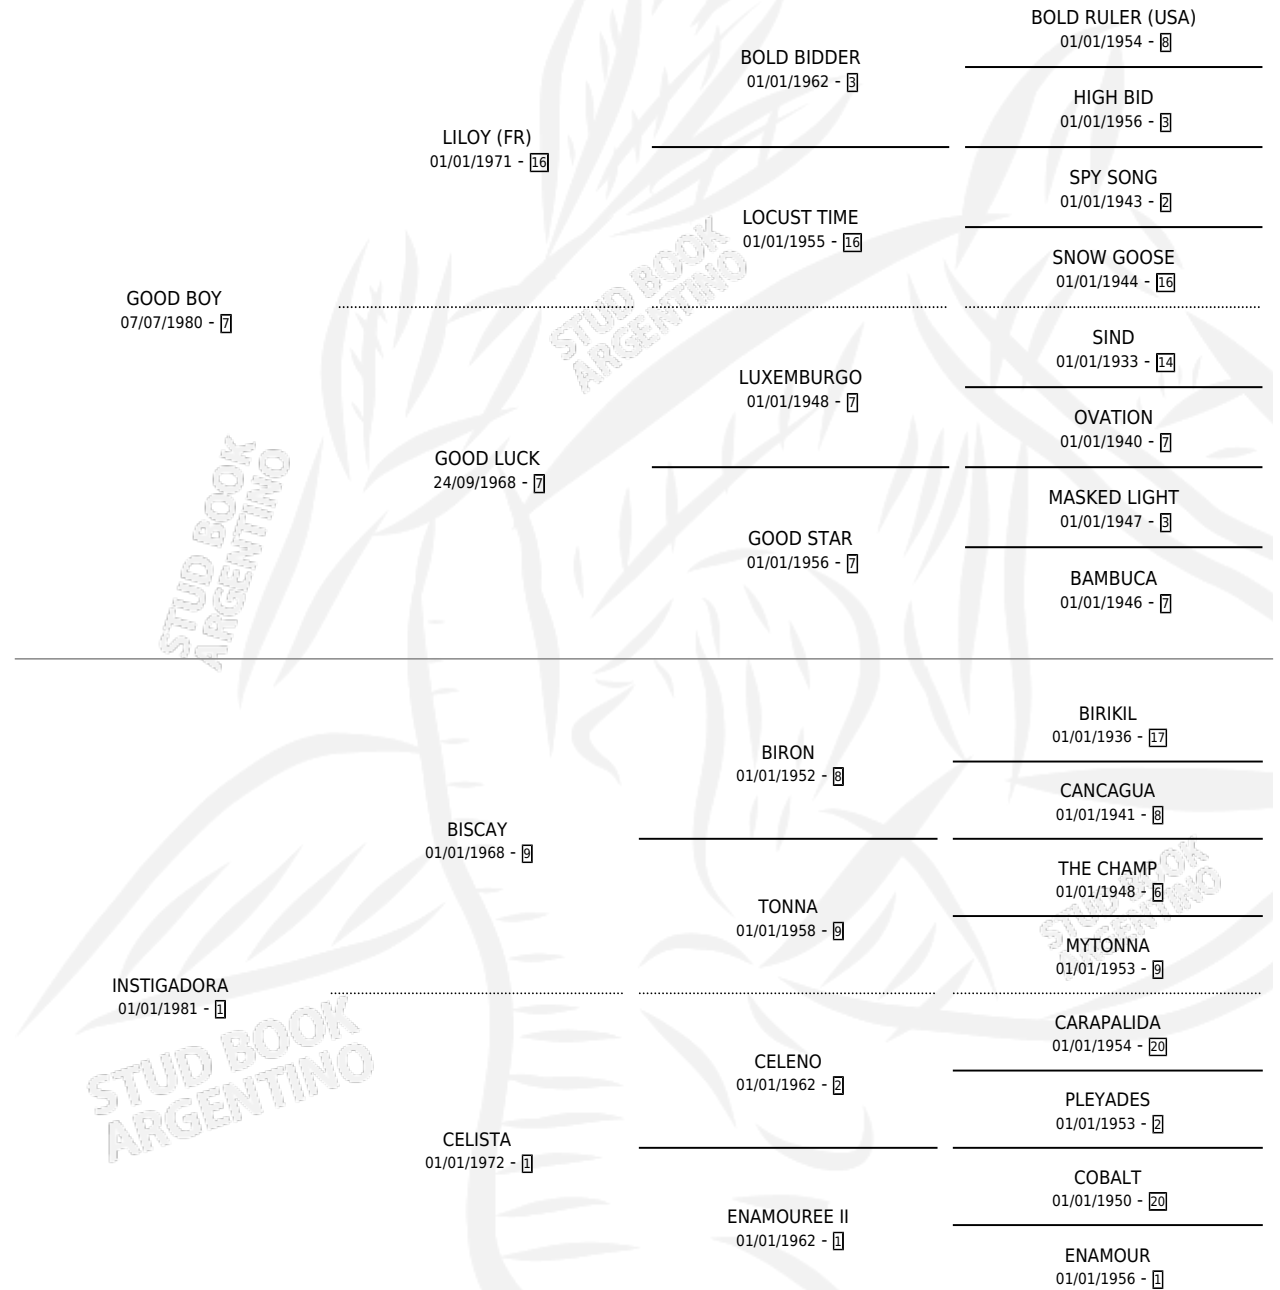 BOLD RULER (USA)
01/01/1954 - 8
BOLD BIDDER
01/01/1962 - 3
HIGH BID
01/01/1956 - 3
LILOY (FR)
01/01/1971 - 16
SPY SONG
01/01/1943 - 2
LOCUST TIME
01/01/1955 - 16
SNOW GOOSE
01/01/1944 - 16
GOOD BOY
07/07/1980 - 7
STUD BOOK
ARGENTINO
SIND
01/01/1933 - 14
LUXEMBURGO
01/01/1948 - 7
OVATION
01/01/1940 - 7
GOOD LUCK
24/09/1968 - 7
MASKED LIGHT
01/01/1947 - 3
GOOD STAR
01/01/1956 - 7
BAMBUCA
01/01/1946 - 7
STUD BOOK
ARGENTINO
BIRIKIL
01/01/1936 - 17
BIRON
01/01/1952 - 8
CANCAGUA
01/01/1941 - 8
BISCAY
01/01/1968 - 9
THE CHAMP
01/01/1948 - 6
TONNA
01/01/1958 - 9
MYTONNA
01/01/1953 - 9
STUD BOOK
ARGENTINO
INSTIGADORA
01/01/1981 - 1
CARAPALIDA
01/01/1954 - 20
CELENO
01/01/1962 - 2
PLEYADES
01/01/1953 - 2
STUD BOOK
ARGENTINO
CELISTA
01/01/1972 - 1
COBALT
01/01/1950 - 20
ENAMOUREE II
01/01/1962 - 1
ENAMOUR
01/01/1956 - 1